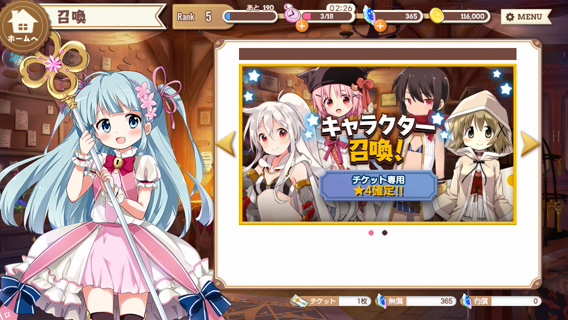 召喚
Rank 5
あと 190
02:26
3/18
365
116,000
MENU
ホームへ
キャラクター
召喚!
チケット専用
★4確定!!
チケット 1枚
無償 365
有償 0